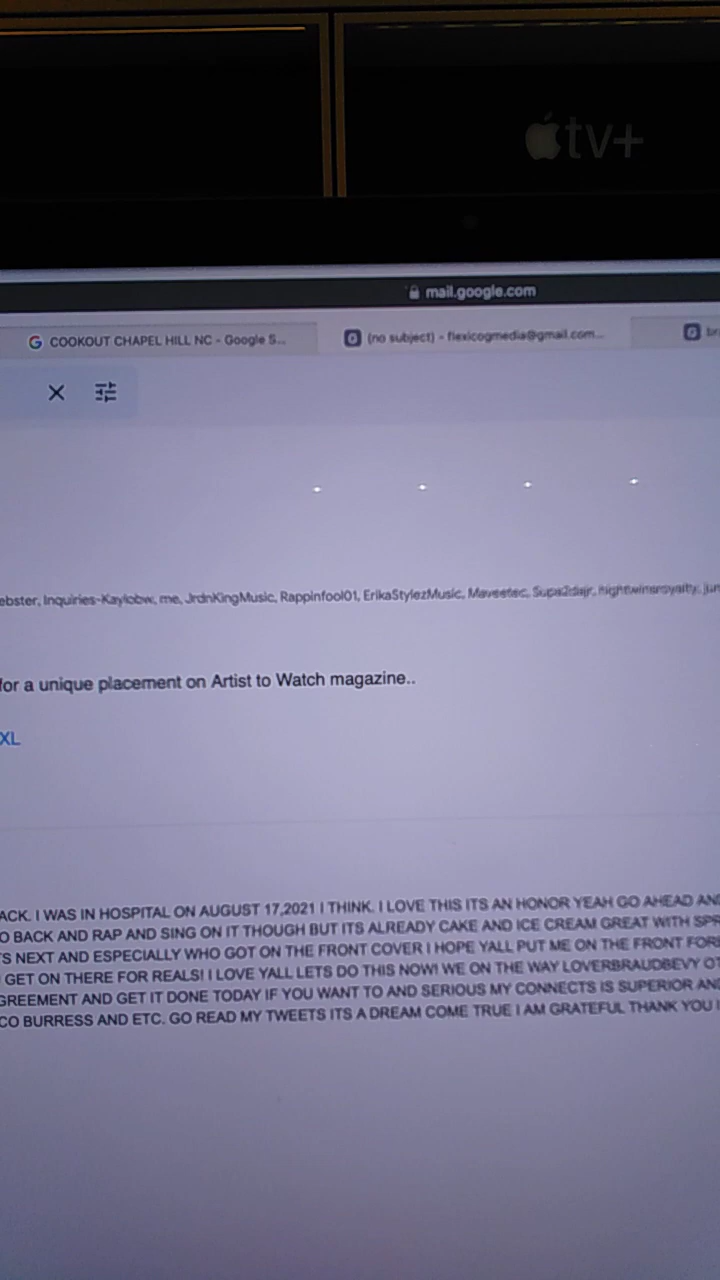 tv+
mail.google.com
COOKOUT CHAPEL HILL NC - Google S...
(no subject) - flexicogmedia@gmail.com...
ebster, Inquiries-Kaylobw, me, JrdnKingMusic, Rappinfool01, ErikaStylezMusic, Maveetec, Supa2dajr,
for a unique placement on Artist to Watch magazine..
XL
ACK. I WAS IN HOSPITAL ON AUGUST 17,2021 I THINK. I LOVE THIS ITS AN HONOR YEAH GO AHEAD AND
O BACK AND RAP AND SING ON IT THOUGH BUT ITS ALREADY CAKE AND ICE CREAM GREAT WITH SPR
'S NEXT AND ESPECIALLY WHO GOT ON THE FRONT COVER I HOPE YALL PUT ME ON THE FRONT FOR
GET ON THERE FOR REALS! I LOVE YALL LETS DO THIS NOW! WE ON THE WAY LOVERBRAUDBEVY OT
GREEMENT AND GET IT DONE TODAY IF YOU WANT TO AND SERIOUS MY CONNECTS IS SUPERIOR AND
CO BURRESS AND ETC. GO READ MY TWEETS ITS A DREAM COME TRUE I AM GRATEFUL THANK YOU